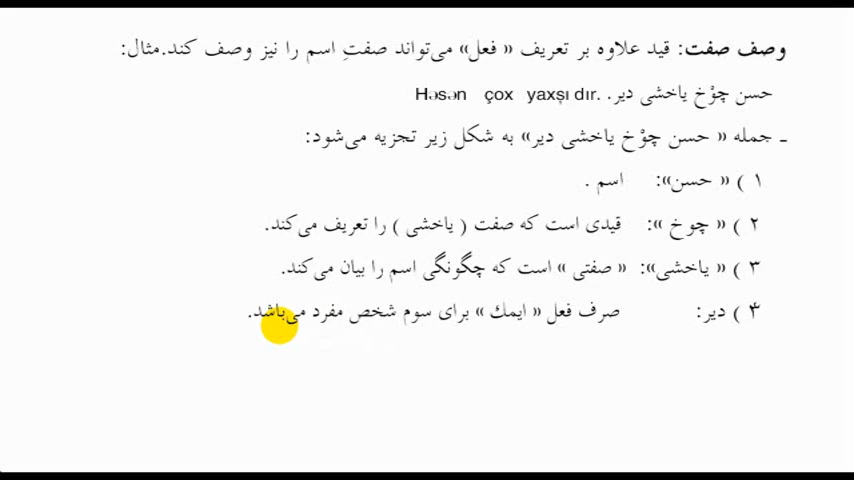 وصف صفت: قید علاوه بر تعریف « فعل» می‌تواند صفتِ اسم را نیز وصف کند.مثال:
حسن چوْخ یاخشی دیر. .Həsən çox yaxşı dır
ـ جمله « حسن چوْخ یاخشی دیر» به شکل زیر تجزیه می‌شود:
۱ ) « حسن»: اسم .
۲ ) « چوخ »: قیدی است که صفت ( یاخشی ) را تعریف می‌کند.
۳ ) « یاخشی»: « صفتی » است که چگونگی اسم را بیان می‌کند.
۳ ) دیر: صرف فعل « ایمك » برای سوم شخص مفرد می‌باشد.